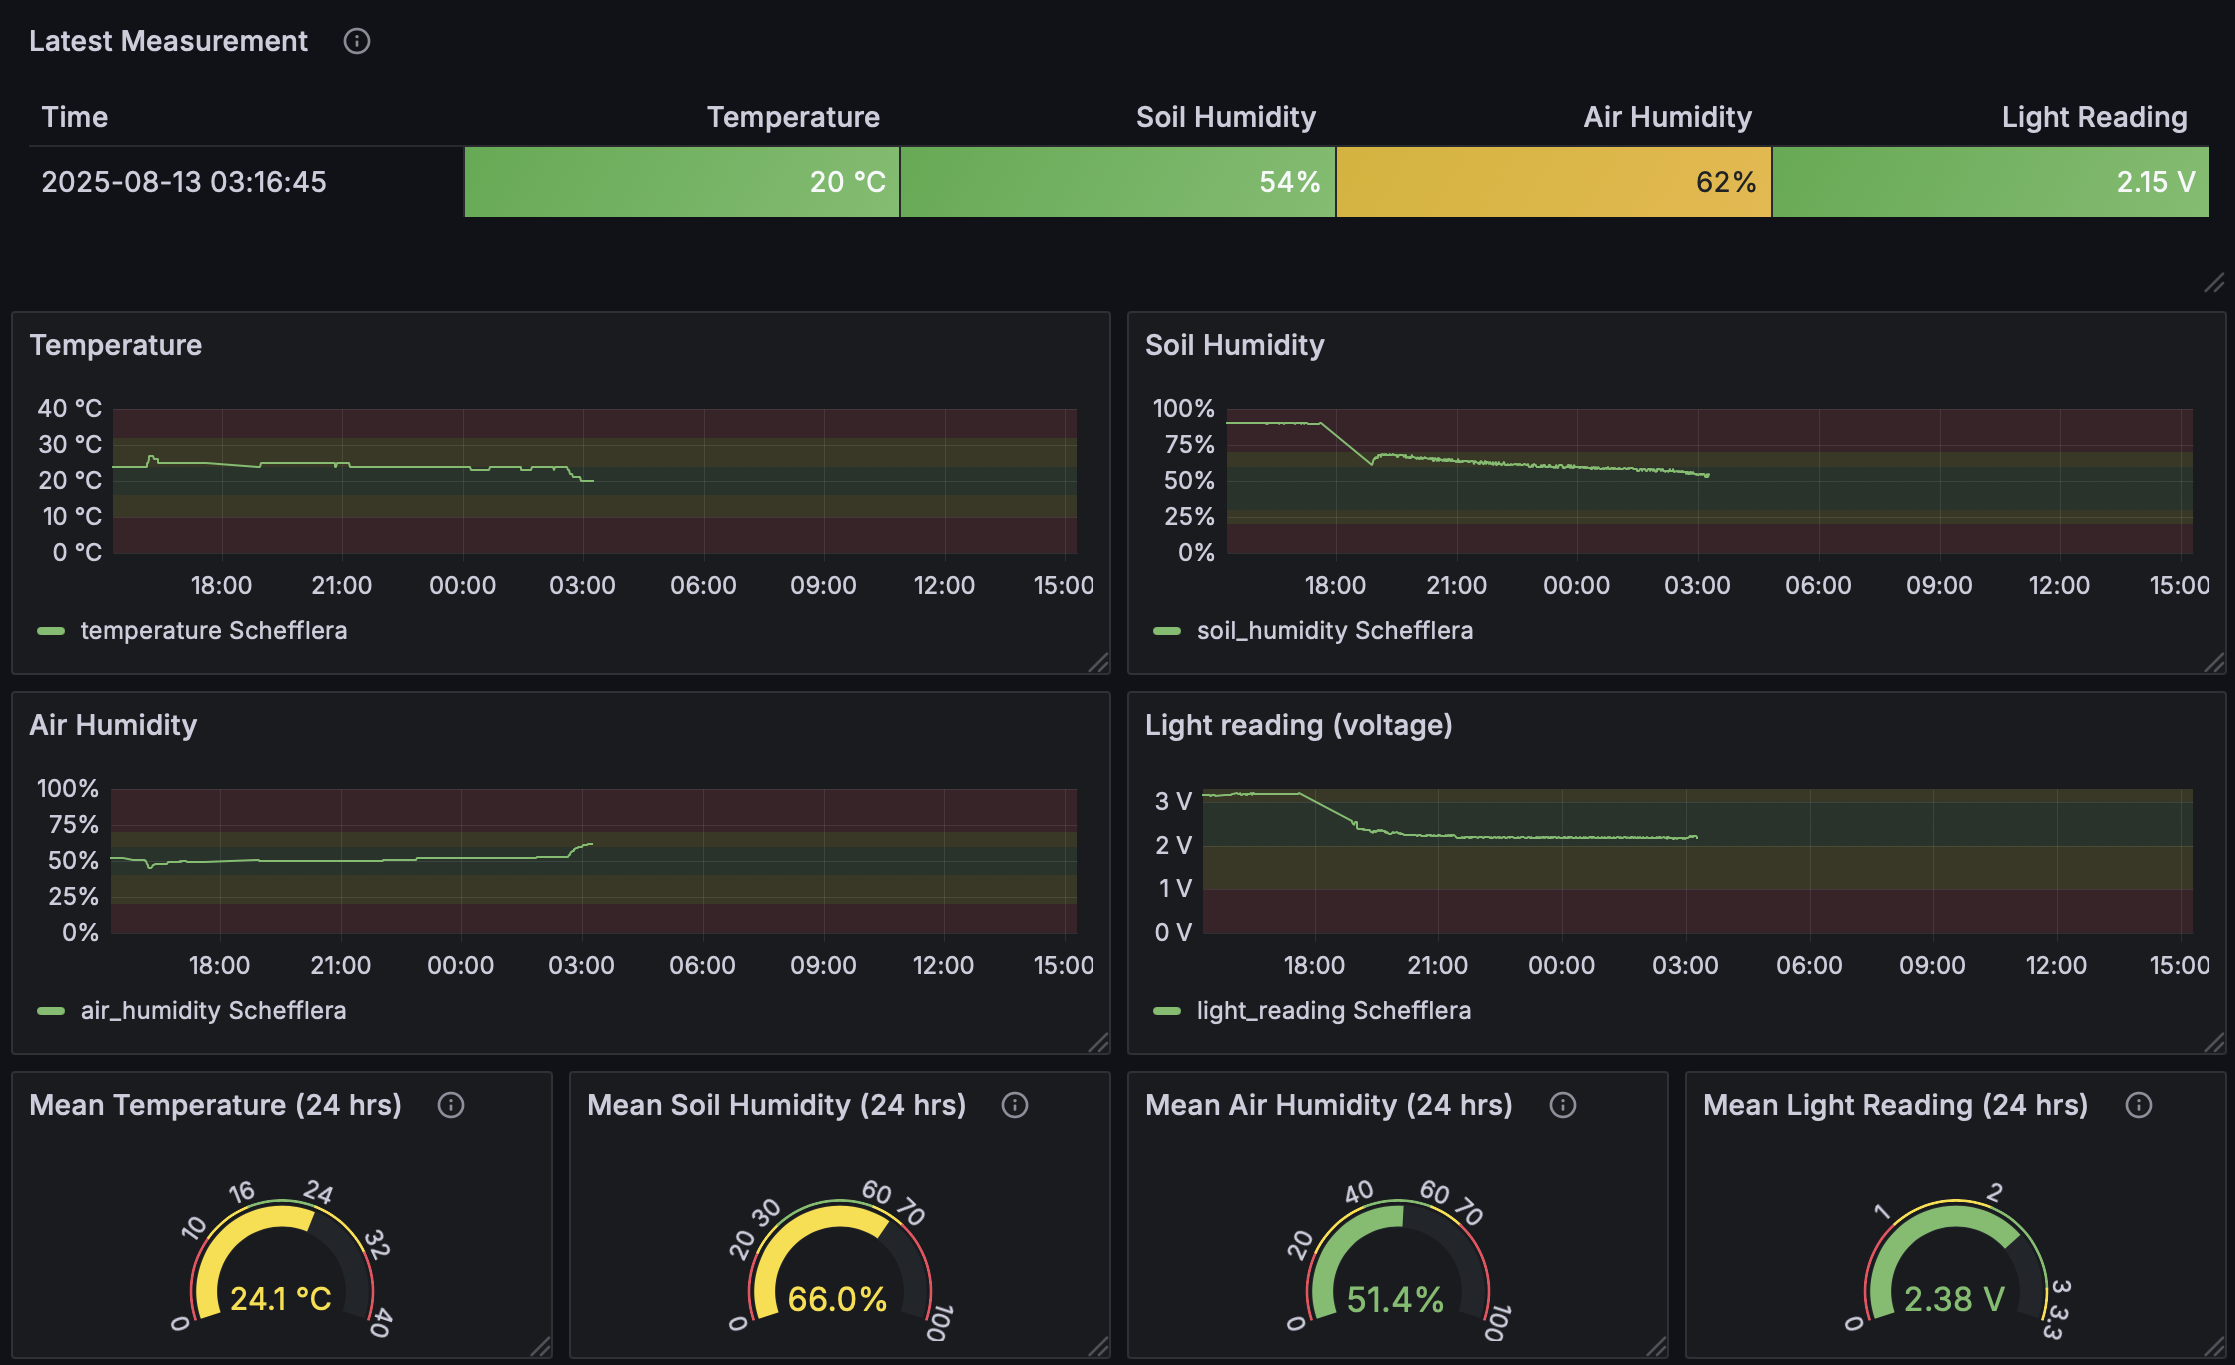 Latest Measurement
Time Temperature Soil Humidity Air Humidity Light Reading
2025-08-13 03:16:45 20 °C 54% 62% 2.15 V
Temperature
40 °C
30 °C
20 °C
10 °C
0 °C
18:00 21:00 00:00 03:00 06:00 09:00 12:00 15:00
temperature Schefflera
Soil Humidity
100%
75%
50%
25%
0%
18:00 21:00 00:00 03:00 06:00 09:00 12:00 15:00
soil_humidity Schefflera
Air Humidity
100%
75%
50%
25%
0%
18:00 21:00 00:00 03:00 06:00 09:00 12:00 15:00
air_humidity Schefflera
Light reading (voltage)
3 V
2 V
1 V
0 V
18:00 21:00 00:00 03:00 06:00 09:00 12:00 15:00
light_reading Schefflera
Mean Temperature (24 hrs)
0 10 16 24 32 40
24.1 °C
Mean Soil Humidity (24 hrs)
0 20 30 60 70 100
66.0%
Mean Air Humidity (24 hrs)
0 20 40 60 70 100
51.4%
Mean Light Reading (24 hrs)
0 1 2 3 3.3
2.38 V